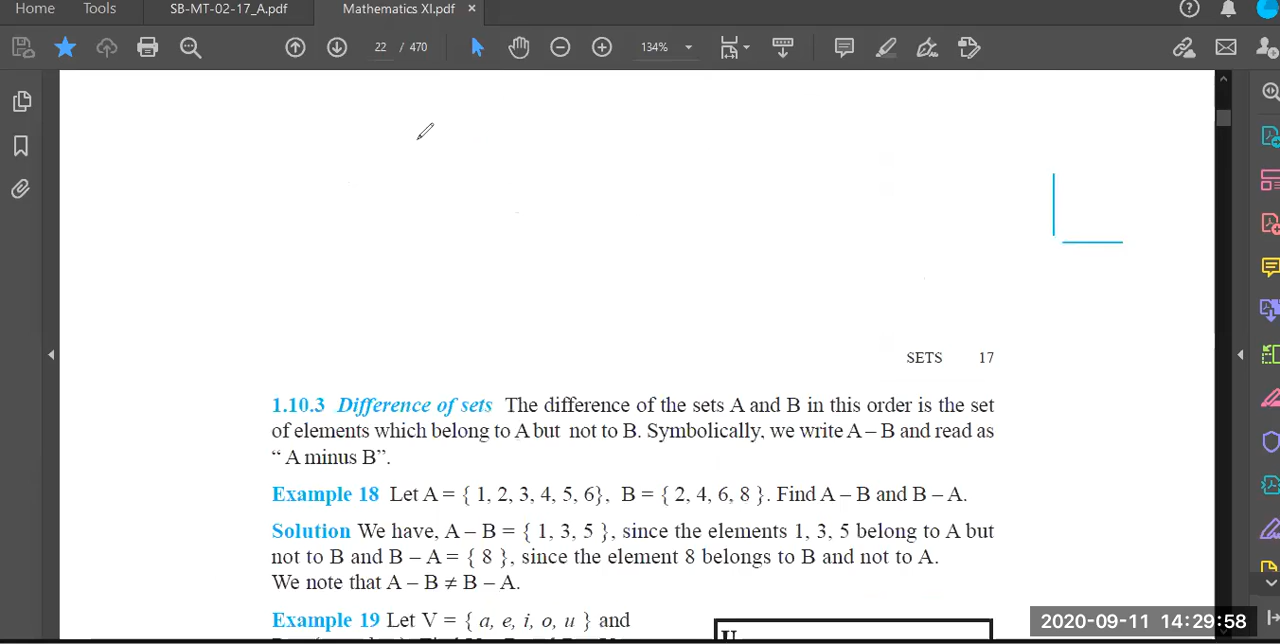 Home Tools SB-MT-02-17_A.pdf Mathematics XI.pdf ×
22 / 470 134%
SETS 17
1.10.3 Difference of sets The difference of the sets A and B in this order is the set
of elements which belong to A but not to B. Symbolically, we write A – B and read as
“ A minus B”.
Example 18 Let A = { 1, 2, 3, 4, 5, 6}, B = { 2, 4, 6, 8 }. Find A – B and B – A.
Solution We have, A – B = { 1, 3, 5 }, since the elements 1, 3, 5 belong to A but
not to B and B – A = { 8 }, since the element 8 belongs to B and not to A.
We note that A – B ≠ B – A.
Example 19 Let V = { a, e, i, o, u } and
U
2020-09-11 14:29:58